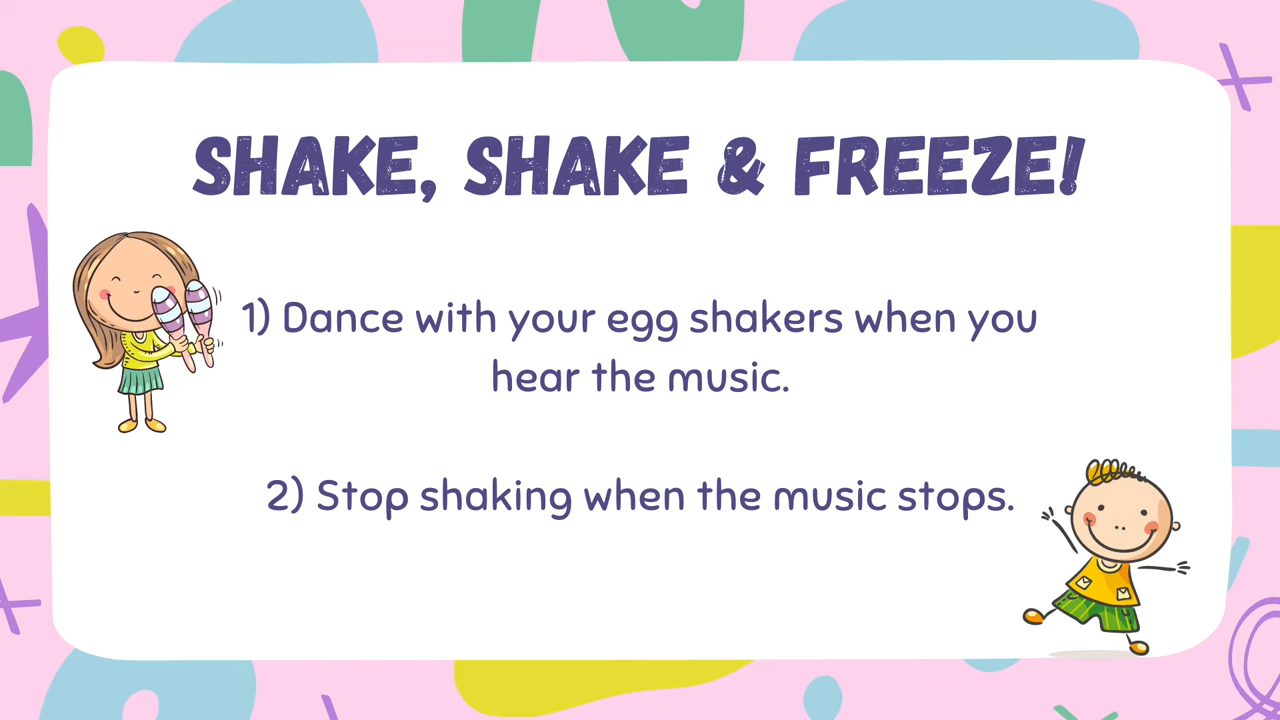 SHAKE, SHAKE & FREEZE!
1) Dance with your egg shakers when you
hear the music.
2) Stop shaking when the music stops.